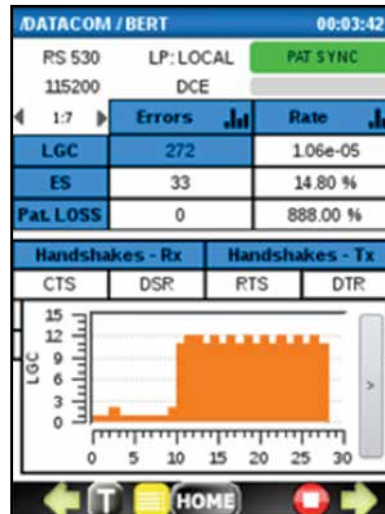 /DATACOM / BERT 00:03:42
RS 530 LP: LOCAL PAT SYNC
115200 DCE
1:7 Errors Rate
LGC 272 1.06e-05
ES 33 14.80 %
Pat. LOSS 0 888.00 %
Handshakes - Rx Handshakes - Tx
CTS DSR RTS DTR
15
12
9
6
3
0
LGC
0 5 10 15 20 25 30
>
T HOME